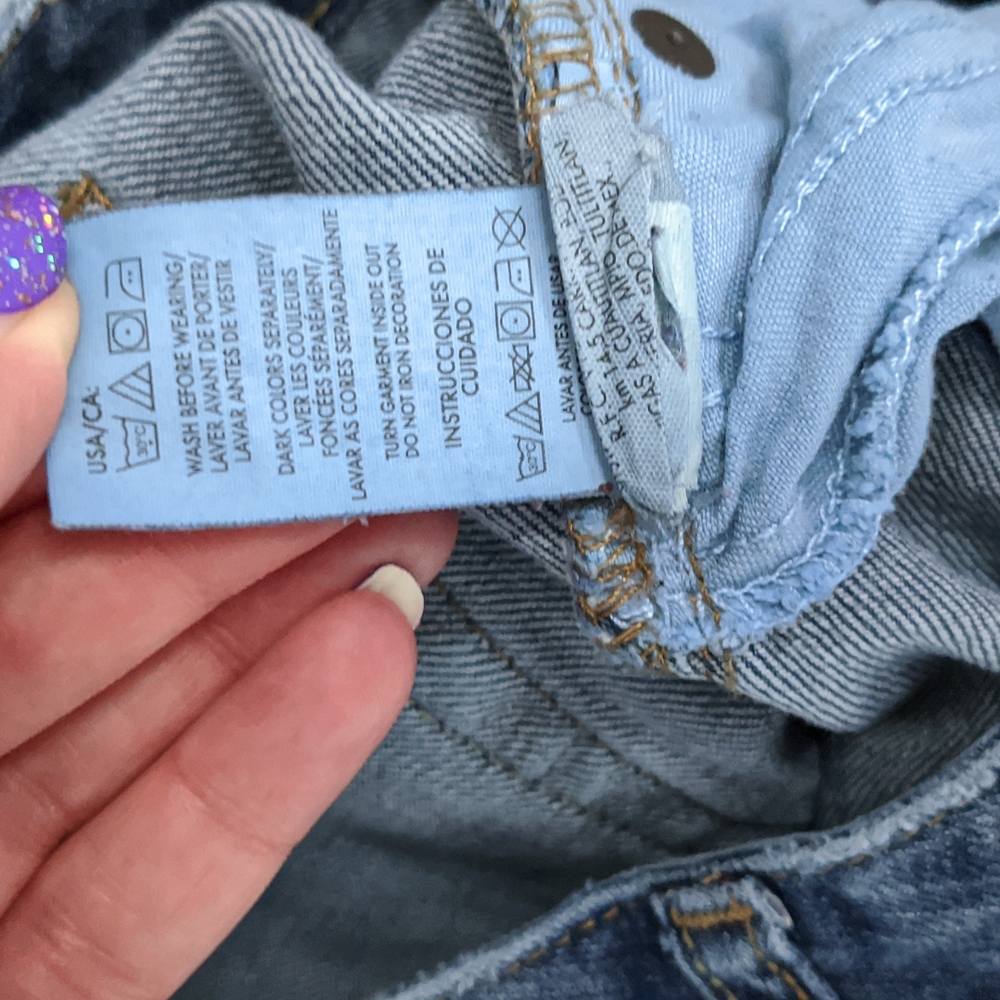 USA/CA:
30°C
WASH BEFORE WEARING/
LAVER AVANT DE PORTER/
LAVAR ANTES DE VESTIR
DARK COLORS SEPARATELY/
LAVER LES COULEURS
FONCÉES SÉPARÉMENT/
LAVAR AS CORES SEPARADAMENTE
TURN GARMENT INSIDE OUT
DO NOT IRON DECORATION
INSTRUCCIONES DE
CUIDADO
30°C
LAVAR ANTES DE USAR